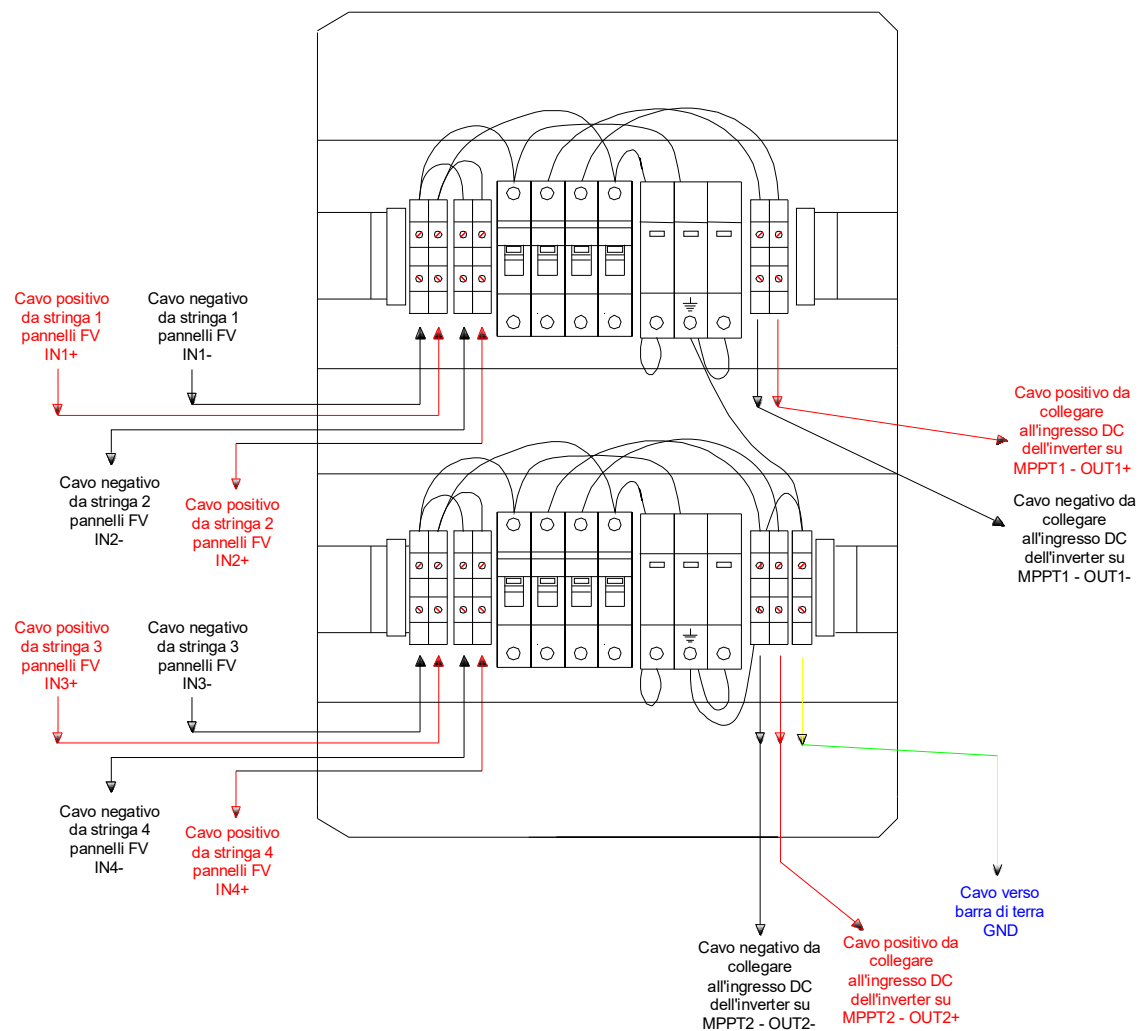 Cavo positivo
da stringa 1
pannelli FV
IN1+
Cavo negativo
da stringa 1
pannelli FV
IN1-
Cavo negativo
da stringa 2
pannelli FV
IN2-
Cavo positivo
da stringa 2
pannelli FV
IN2+
Cavo positivo da
collegare
all'ingresso DC
dell'inverter su
MPPT1 - OUT1+
Cavo negativo da
collegare
all'ingresso DC
dell'inverter su
MPPT1 - OUT1-
Cavo positivo
da stringa 3
pannelli FV
IN3+
Cavo negativo
da stringa 3
pannelli FV
IN3-
Cavo negativo
da stringa 4
pannelli FV
IN4-
Cavo positivo
da stringa 4
pannelli FV
IN4+
Cavo verso
barra di terra
GND
Cavo negativo da
collegare
all'ingresso DC
dell'inverter su
MPPT2 - OUT2-
Cavo positivo da
collegare
all'ingresso DC
dell'inverter su
MPPT2 - OUT2+